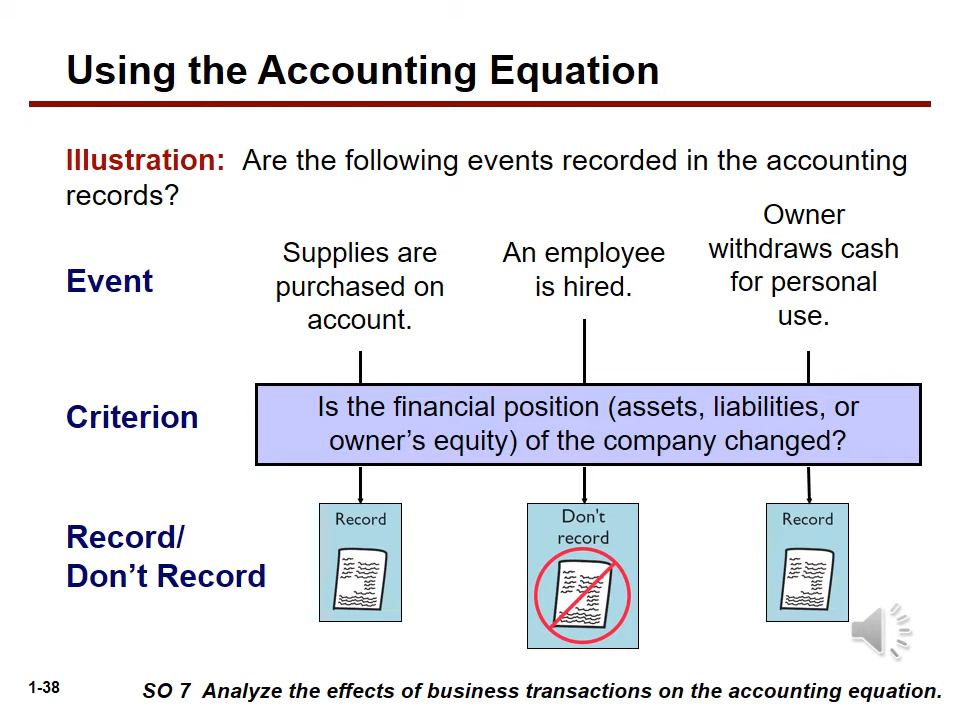 Using the Accounting Equation
Illustration: Are the following events recorded in the accounting
records?
Event
Supplies are
purchased on
account.
An employee
is hired.
Owner
withdraws cash
for personal
use.
Criterion
Is the financial position (assets, liabilities, or
owner’s equity) of the company changed?
Record/
Don’t Record
Record
Don't
record
Record
1-38
SO 7 Analyze the effects of business transactions on the accounting equation.